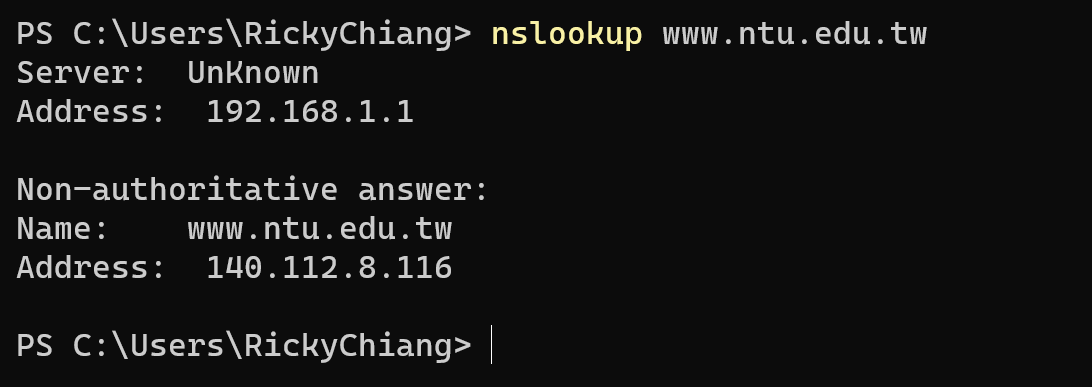 PS C:\Users\RickyChiang> nslookup www.ntu.edu.tw
Server:  UnKnown
Address:  192.168.1.1

Non-authoritative answer:
Name:    www.ntu.edu.tw
Address:  140.112.8.116

PS C:\Users\RickyChiang>